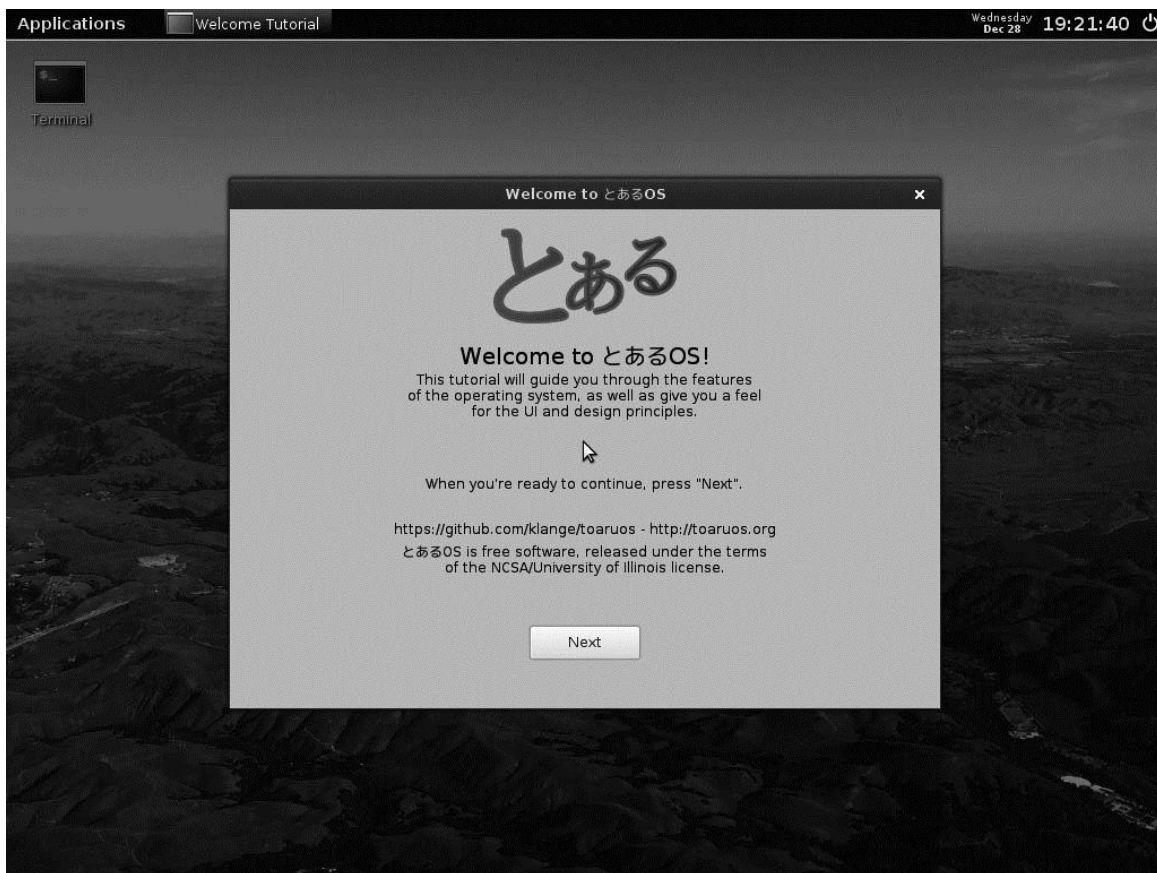 Applications
Welcome Tutorial
Wednesday
Dec 28
19:21:40
$_
Terminal
Welcome to とあるOS
とある
Welcome to とあるOS!
This tutorial will guide you through the features
of the operating system, as well as give you a feel
for the UI and design principles.
When you're ready to continue, press "Next".
https://github.com/klange/toaruos - http://toaruos.org
とあるOS is free software, released under the terms
of the NCSA/University of Illinois license.
Next